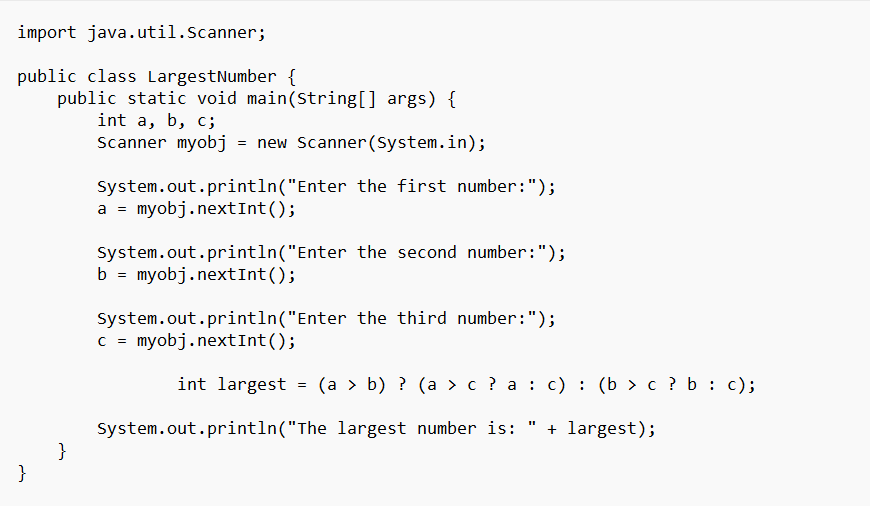 import java.util.Scanner;
public class LargestNumber {
    public static void main(String[] args) {
        int a, b, c;
        Scanner myobj = new Scanner(System.in);
        System.out.println("Enter the first number:");
        a = myobj.nextInt();
        System.out.println("Enter the second number:");
        b = myobj.nextInt();
        System.out.println("Enter the third number:");
        c = myobj.nextInt();
                int largest = (a > b) ? (a > c ? a : c) : (b > c ? b : c);
        System.out.println("The largest number is: " + largest);
    }
}